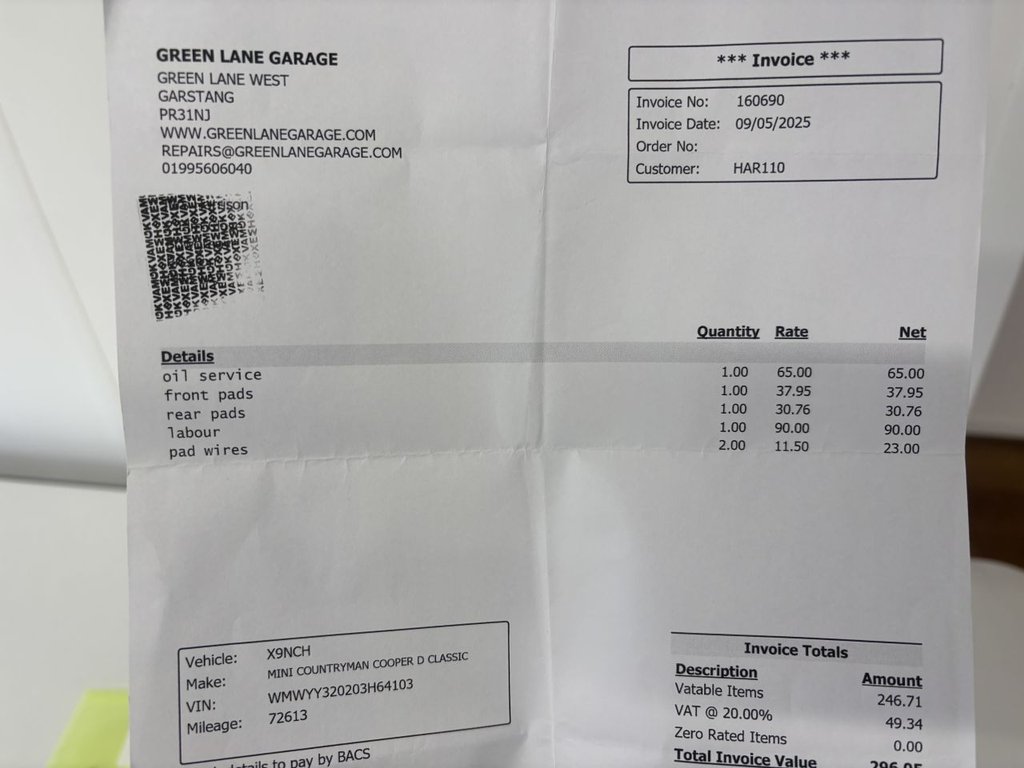 GREEN LANE GARAGE
GREEN LANE WEST
GARSTANG
PR31NJ
WWW.GREENLANEGARAGE.COM
REPAIRS@GREENLANEGARAGE.COM
01995606040
*** Invoice ***
Invoice No: 160690
Invoice Date: 09/05/2025
Order No:
Customer: HAR110
Quantity Rate Net
Details
oil service 1.00 65.00 65.00
front pads 1.00 37.95 37.95
rear pads 1.00 30.76 30.76
labour 1.00 90.00 90.00
pad wires 2.00 11.50 23.00
Vehicle: X9NCH
Make: MINI COUNTRYMAN COOPER D CLASSIC
VIN: WMWYY320203H64103
Mileage: 72613
details to pay by BACS
Invoice Totals
Description Amount
Vatable Items 246.71
VAT @ 20.00% 49.34
Zero Rated Items 0.00
Total Invoice Value 296.05